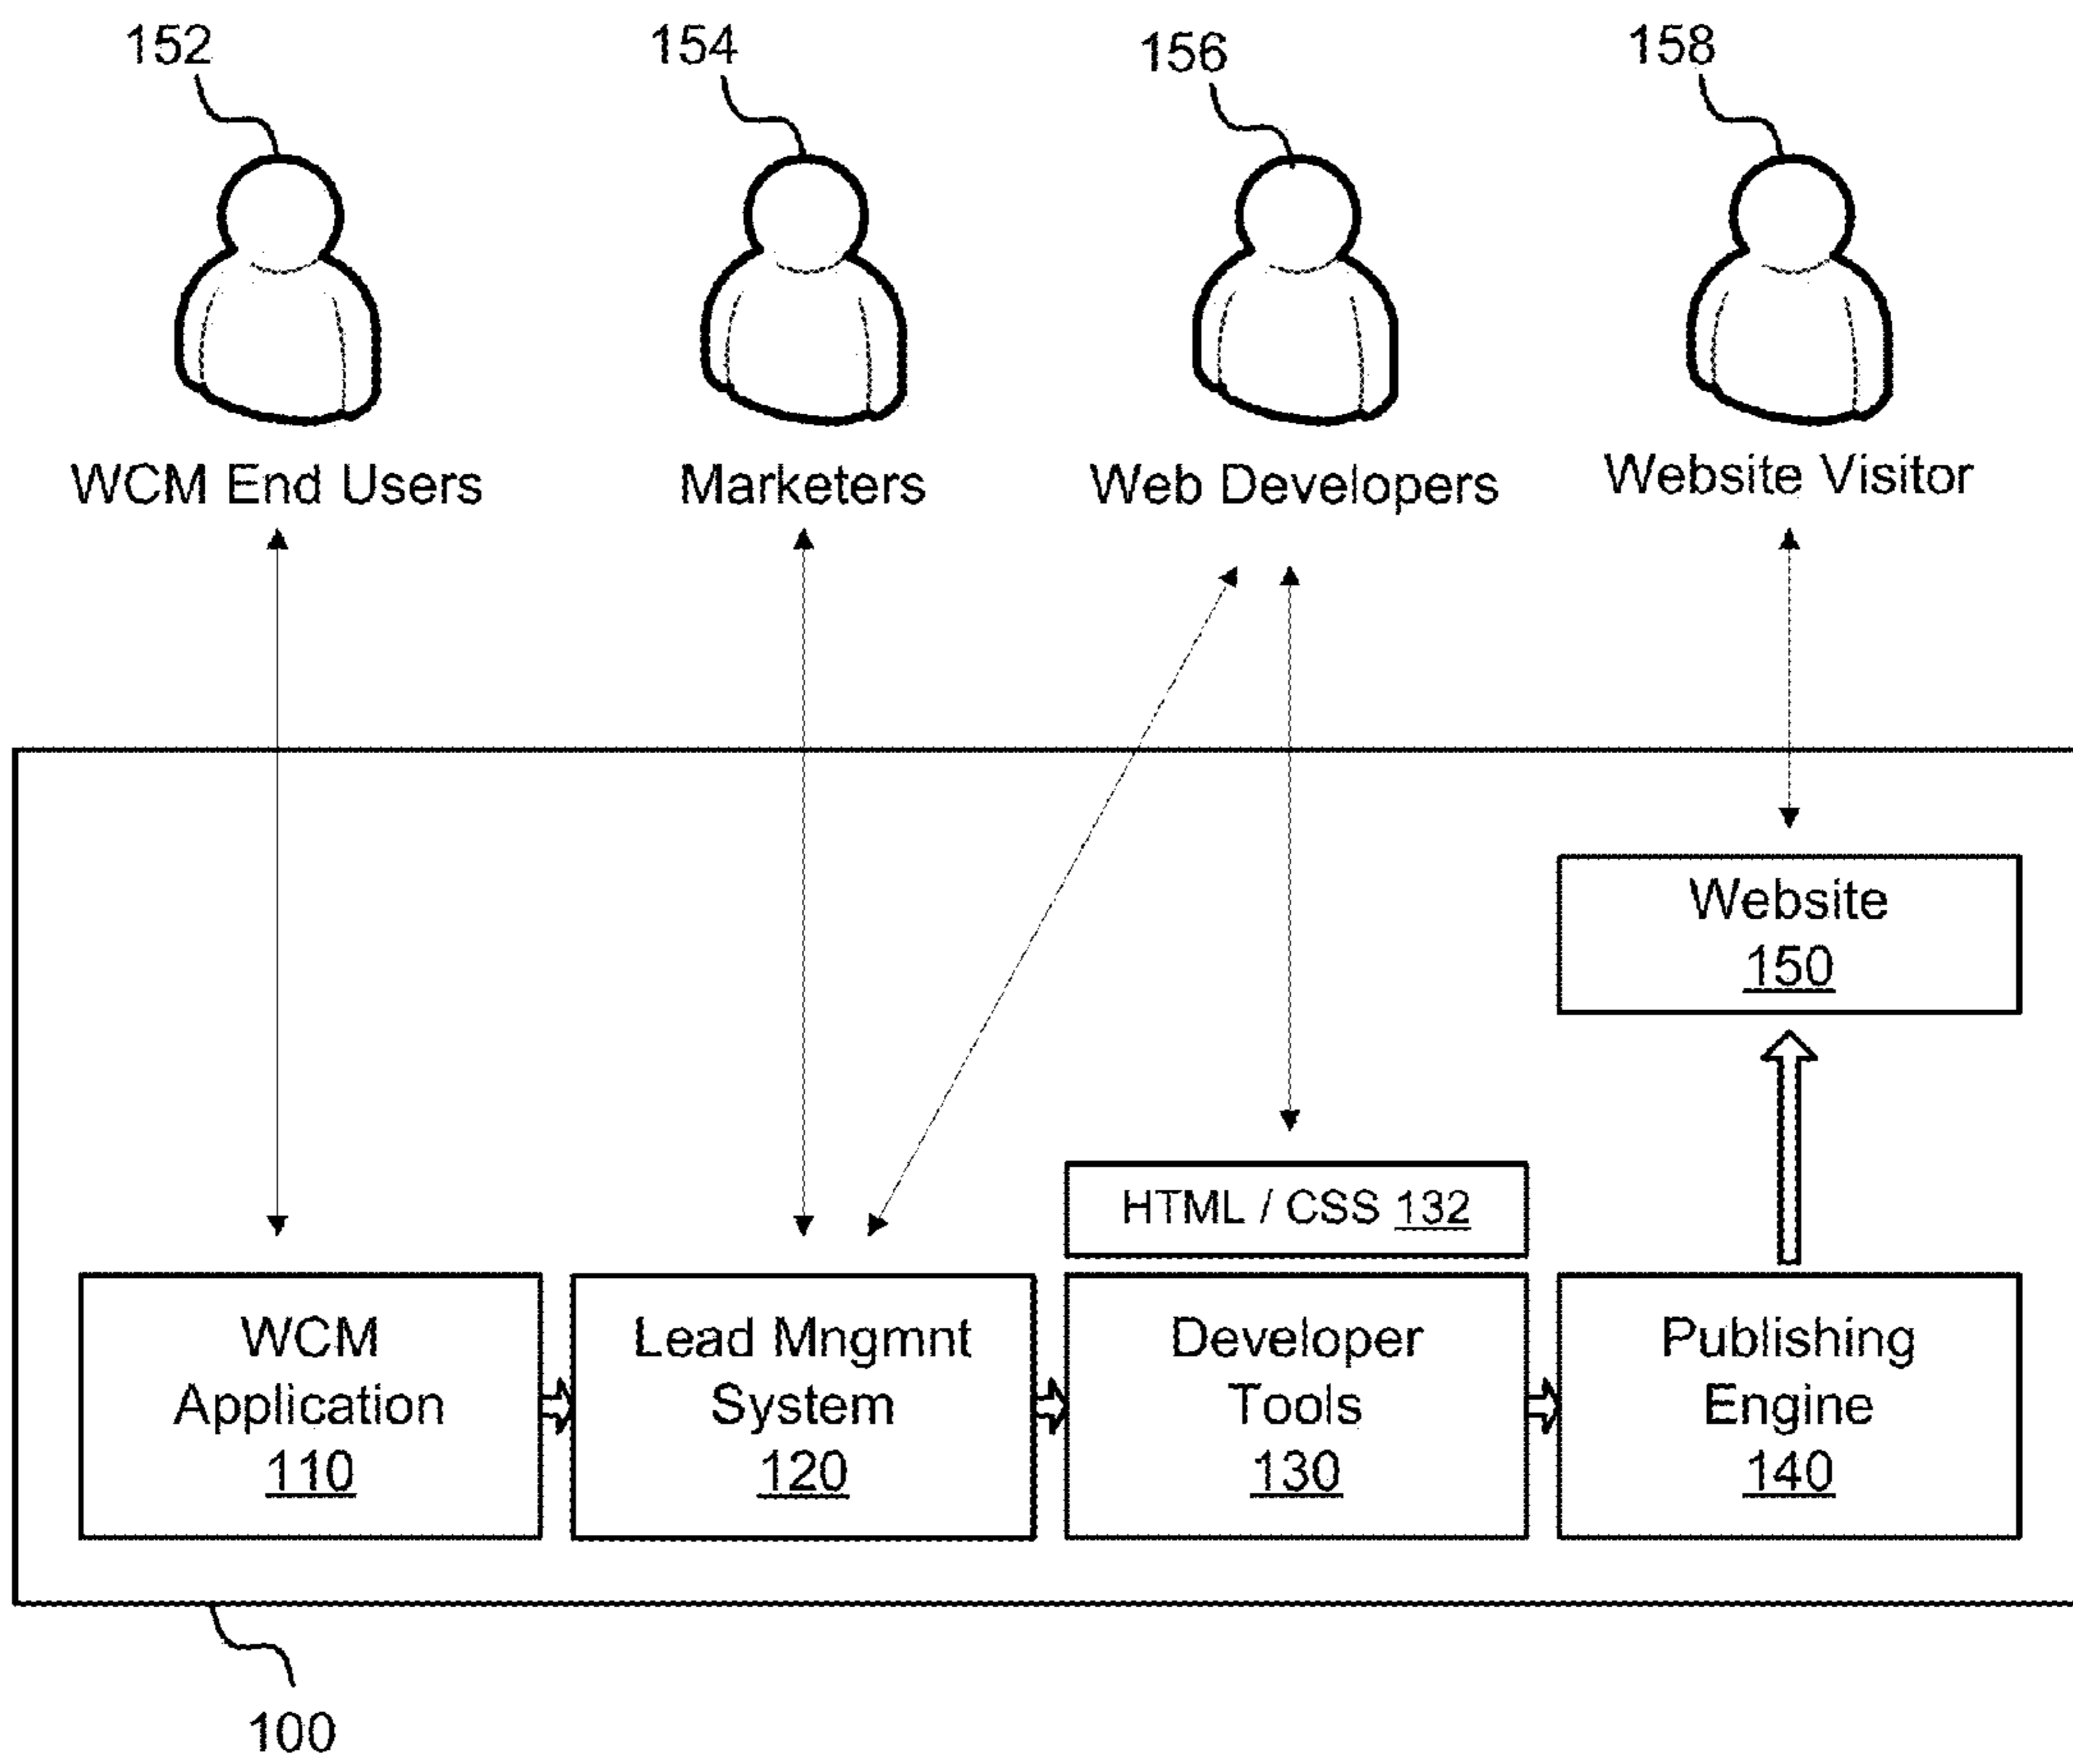 152
154
156
158
WCM End Users
Marketers
Web Developers
Website Visitor
Website
150
HTML / CSS 132
WCM
Application
110
Lead Mngmnt
System
120
Developer
Tools
130
Publishing
Engine
140
100